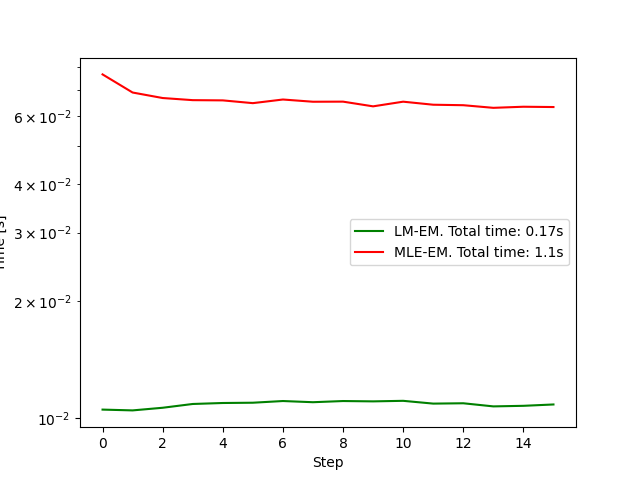 6 × 10⁻²
4 × 10⁻²
3 × 10⁻²
2 × 10⁻²
10⁻²
LM-EM. Total time: 0.17s
MLE-EM. Total time: 1.1s
0 2 4 6 8 10 12 14
Step